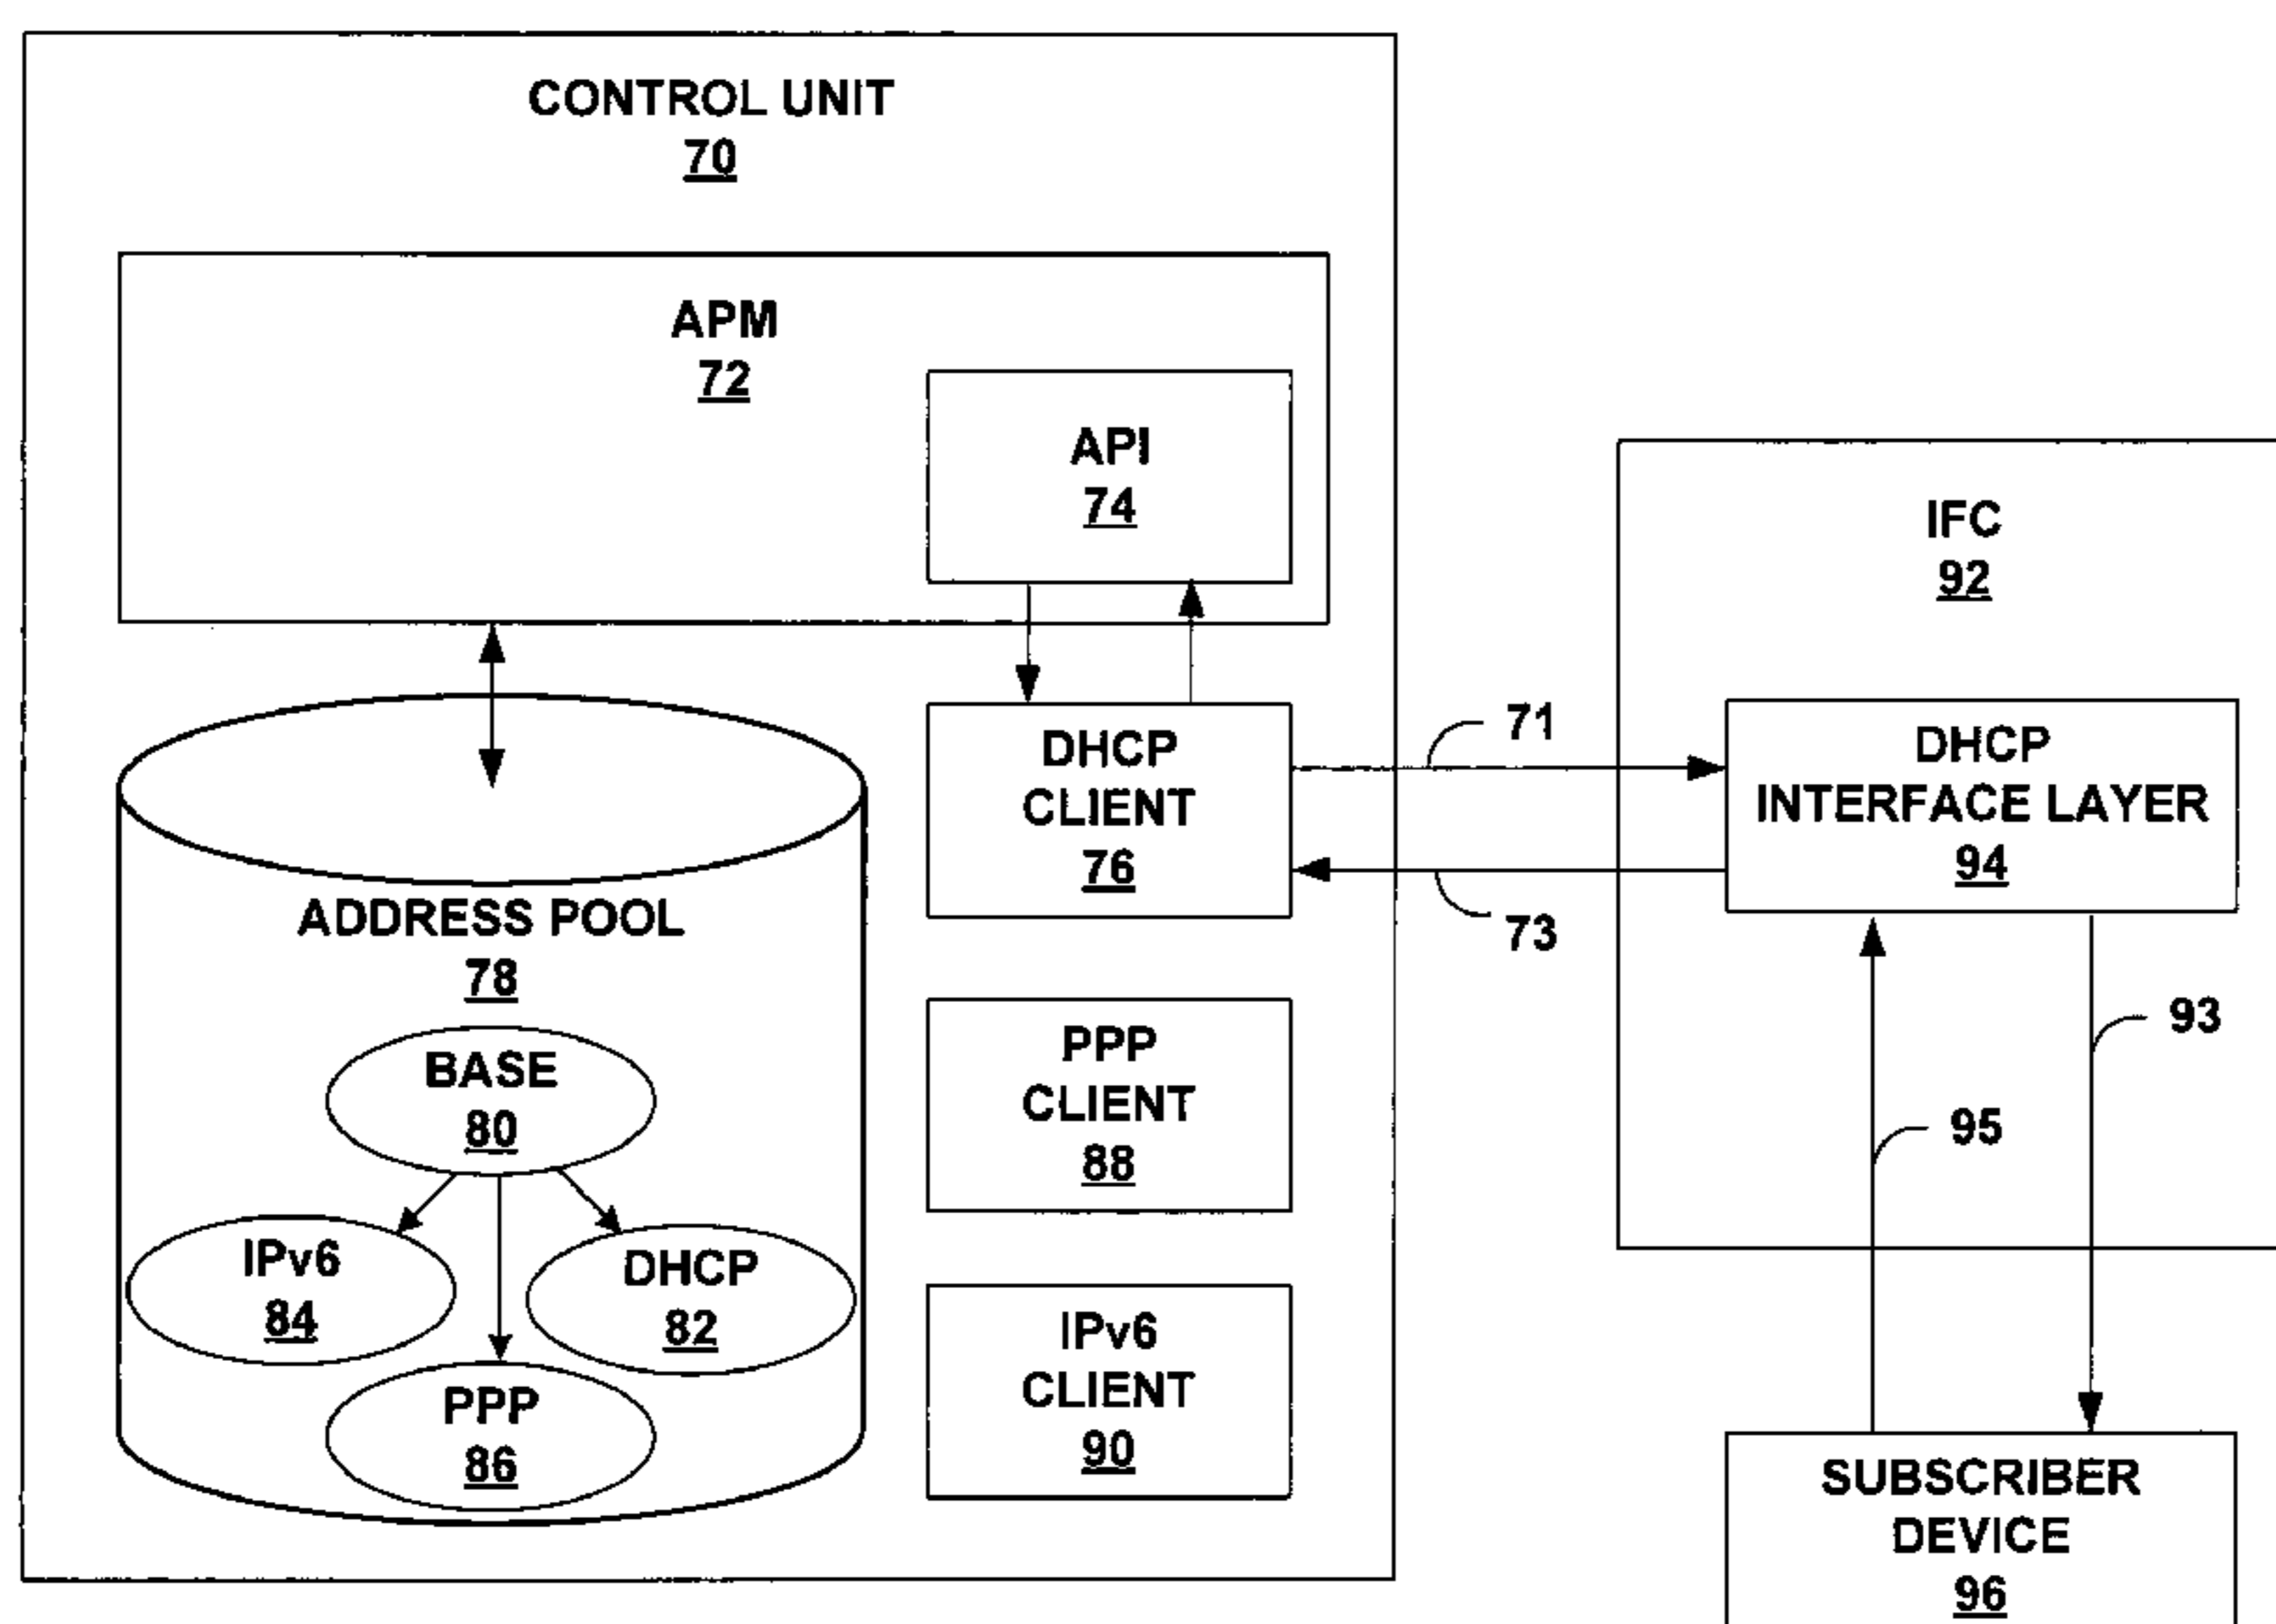 CONTROL UNIT
70
APM
72
API
74
IFC
92
DHCP
CLIENT
76
71
73
DHCP
INTERFACE LAYER
94
ADDRESS POOL
78
BASE
80
IPv6
84
DHCP
82
PPP
86
PPP
CLIENT
88
IPv6
CLIENT
90
93
95
SUBSCRIBER
DEVICE
96